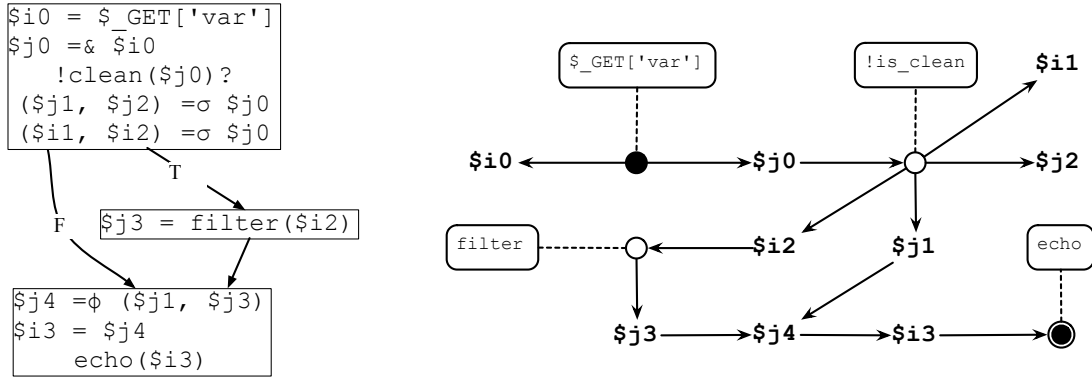 $i0 = $_GET['var']
$j0 =& $i0
!clean($j0)?
($j1, $j2) =σ $j0
($i1, $i2) =σ $j0
T
F
$j3 = filter($i2)
$j4 =ϕ ($j1, $j3)
$i3 = $j4
echo($i3)
$_GET['var']
!is_clean
$i1
$i0
$j0
$j2
filter
$i2
$j1
echo
$j3
$j4
$i3